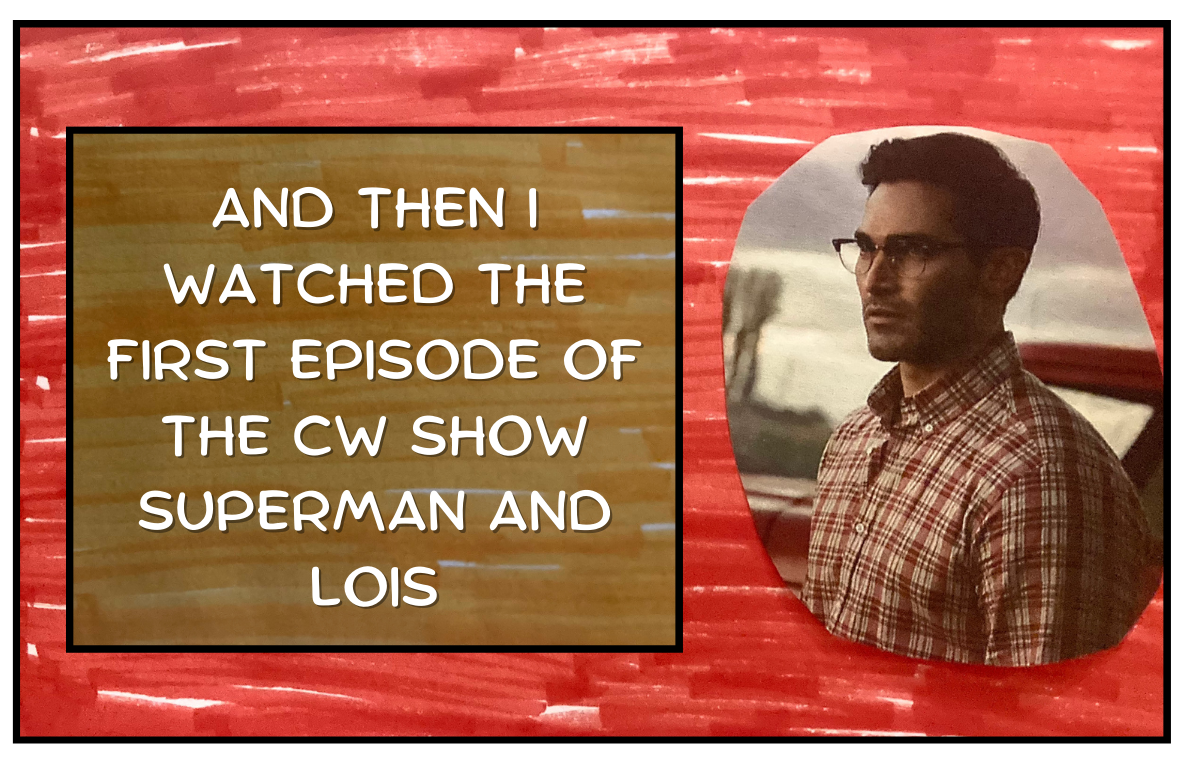 AND THEN I
WATCHED THE
FIRST EPISODE OF
THE CW SHOW
SUPERMAN AND
LOIS